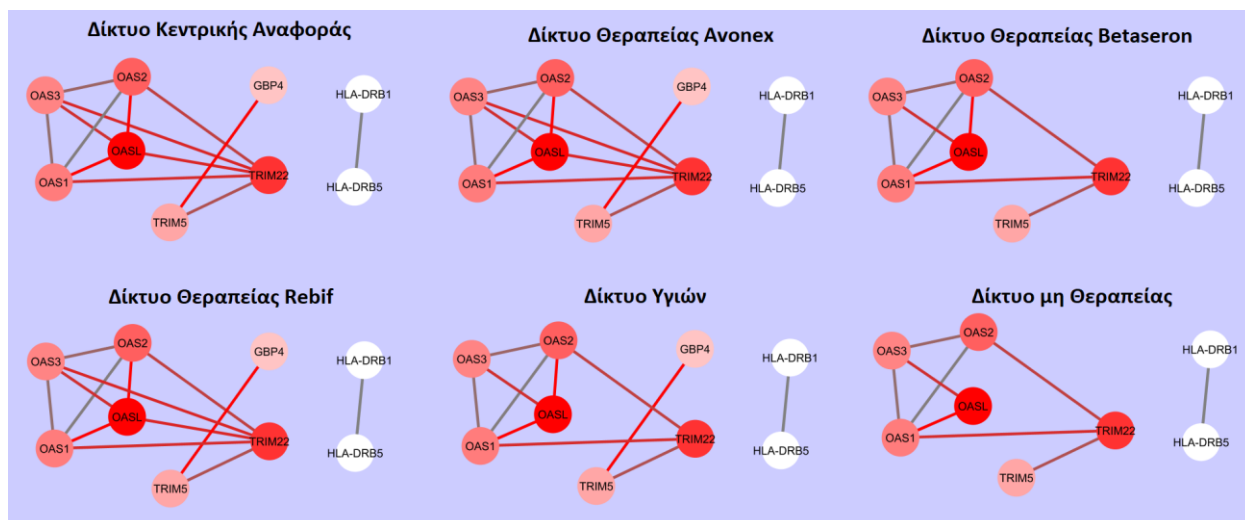 Δίκτυο Κεντρικής Αναφοράς
OAS2
OAS3
GBP4
HLA-DRB1
OASL
OAS1
TRIM22
HLA-DRB5
TRIM5
Δίκτυο Θεραπείας Avonex
OAS2
OAS3
GBP4
HLA-DRB1
OASL
OAS1
TRIM22
HLA-DRB5
TRIM5
Δίκτυο Θεραπείας Betaseron
OAS2
OAS3
HLA-DRB1
OASL
OAS1
TRIM22
HLA-DRB5
TRIM5
Δίκτυο Θεραπείας Rebif
OAS2
OAS3
GBP4
HLA-DRB1
OASL
OAS1
TRIM22
HLA-DRB5
TRIM5
Δίκτυο Υγιών
OAS2
OAS3
GBP4
HLA-DRB1
OASL
OAS1
TRIM22
HLA-DRB5
TRIM5
Δίκτυο μη Θεραπείας
OAS2
OAS3
HLA-DRB1
OASL
OAS1
TRIM22
HLA-DRB5
TRIM5